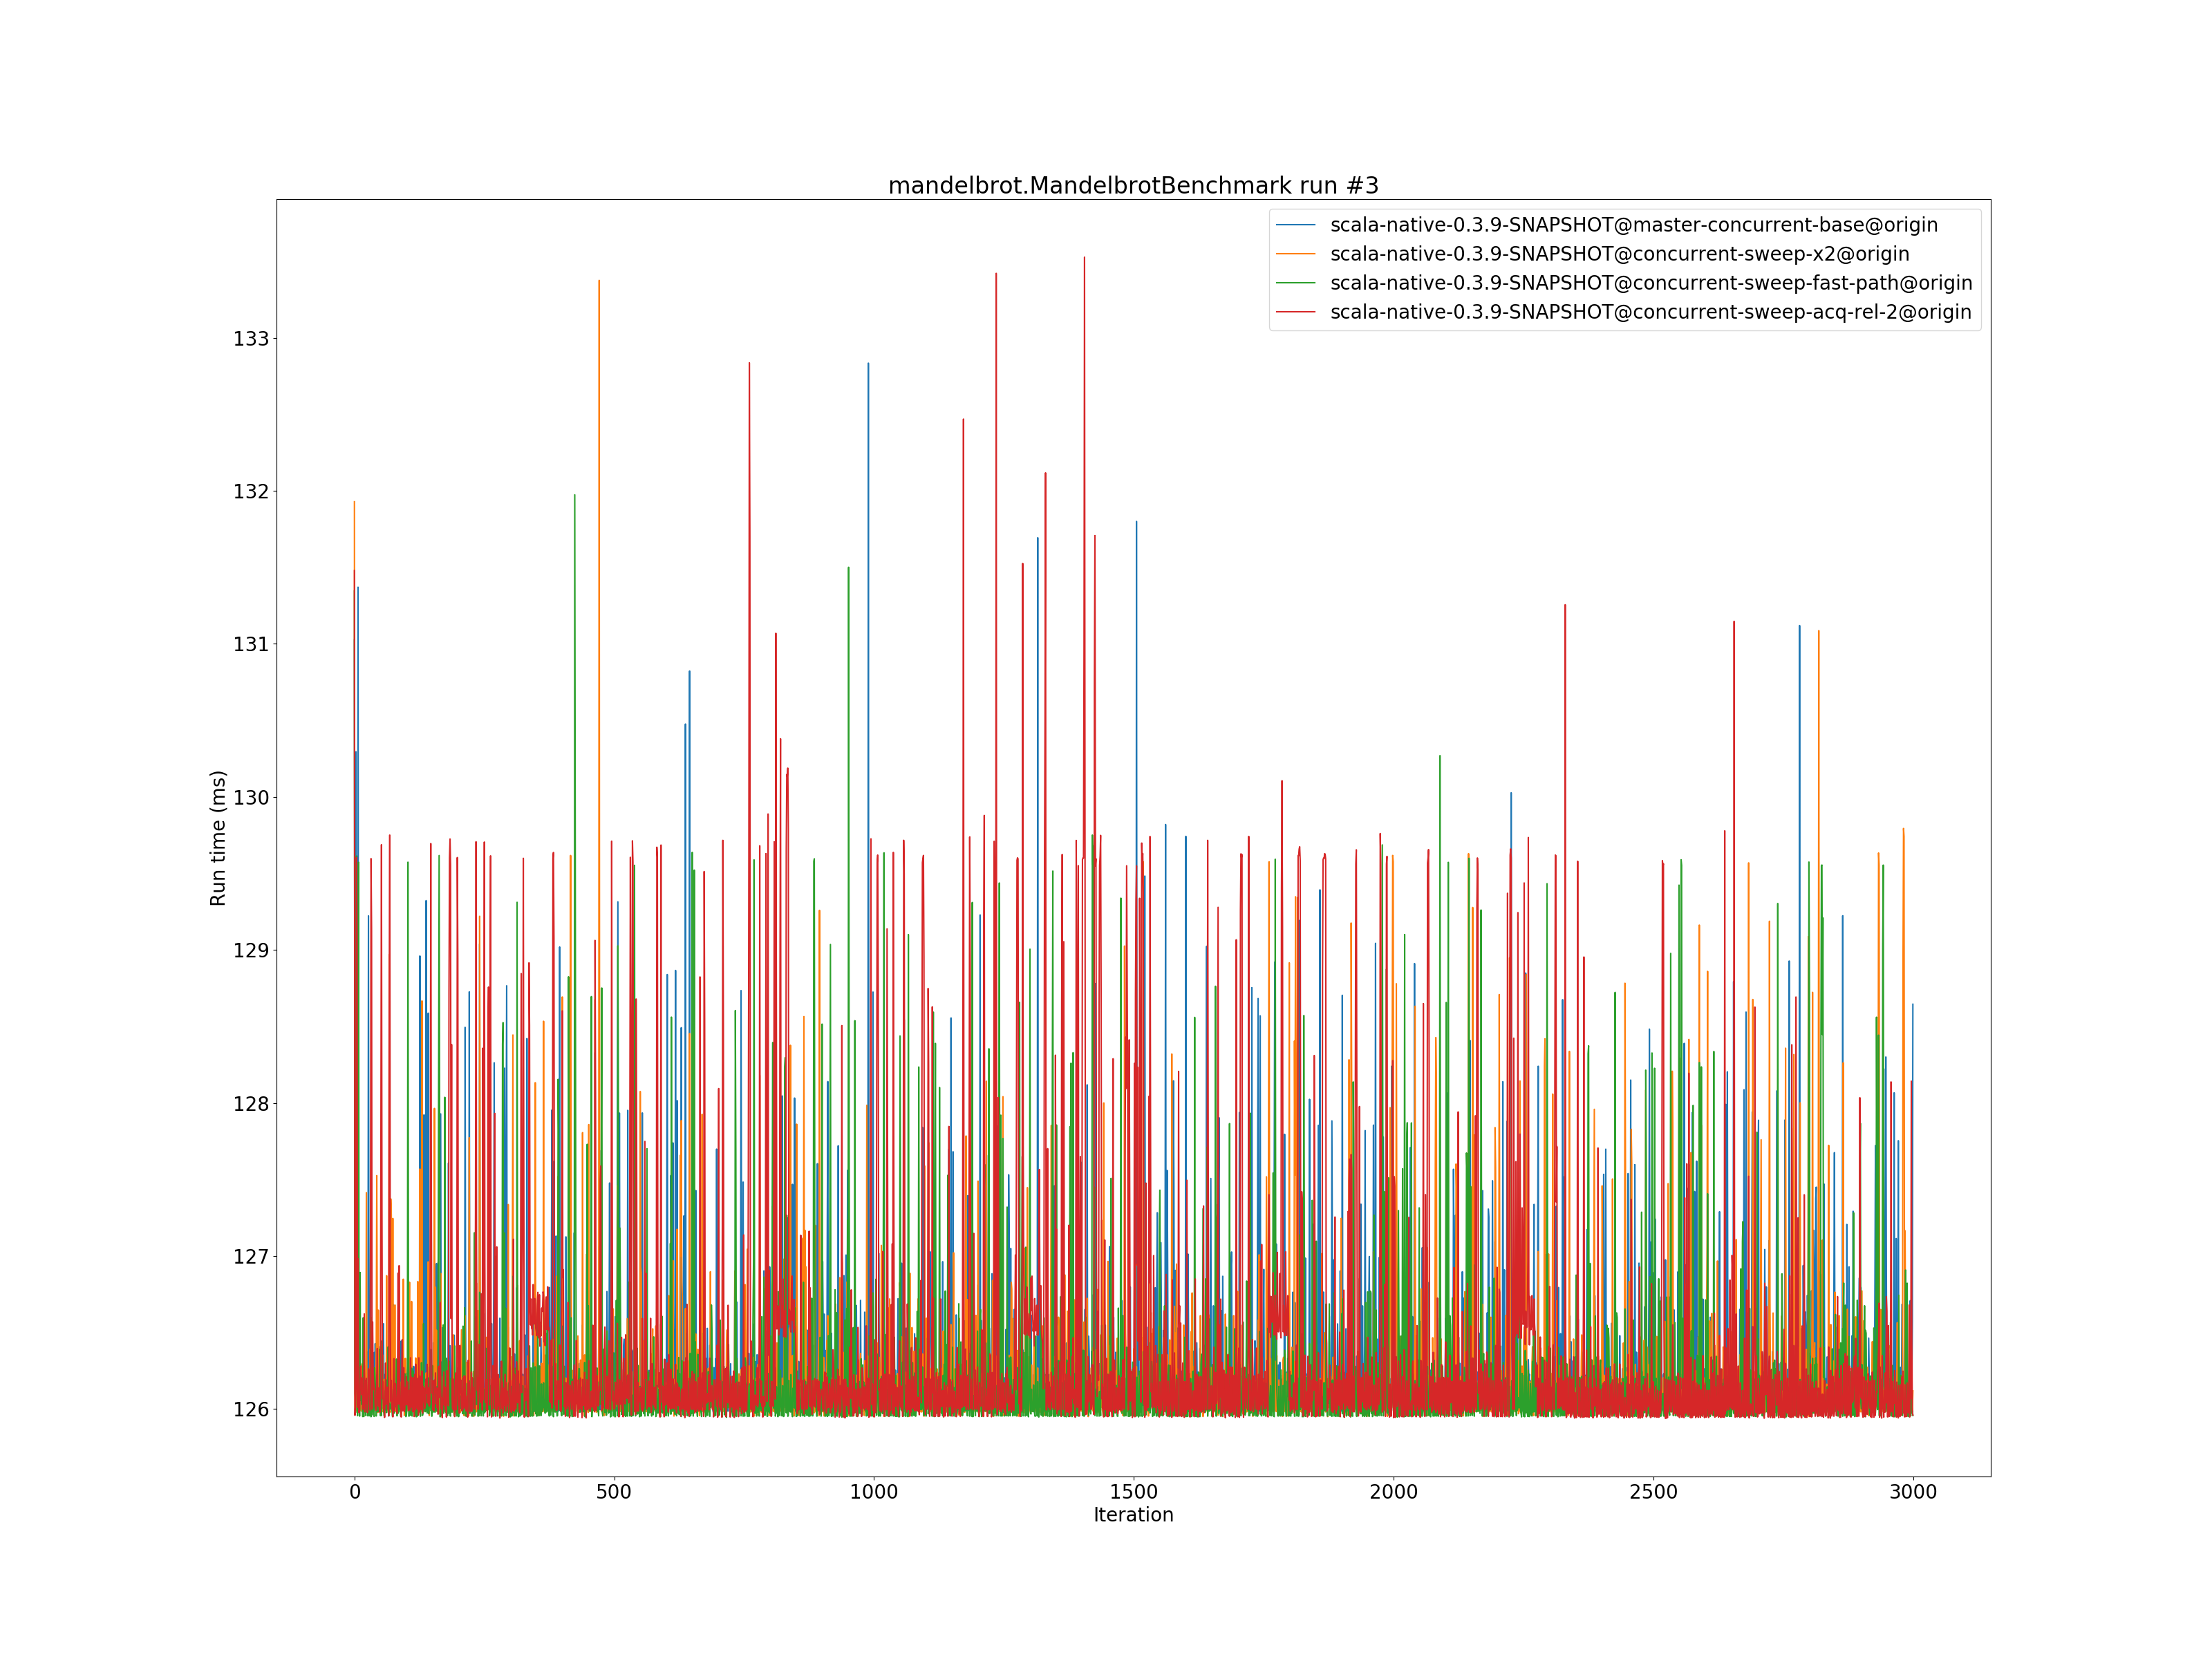 mandelbrot.MandelbrotBenchmark run #3
scala-native-0.3.9-SNAPSHOT@master-concurrent-base@origin
scala-native-0.3.9-SNAPSHOT@concurrent-sweep-x2@origin
scala-native-0.3.9-SNAPSHOT@concurrent-sweep-fast-path@origin
scala-native-0.3.9-SNAPSHOT@concurrent-sweep-acq-rel-2@origin
133
132
131
130
129
128
127
126
Run time (ms)
0 500 1000 1500 2000 2500 3000
Iteration